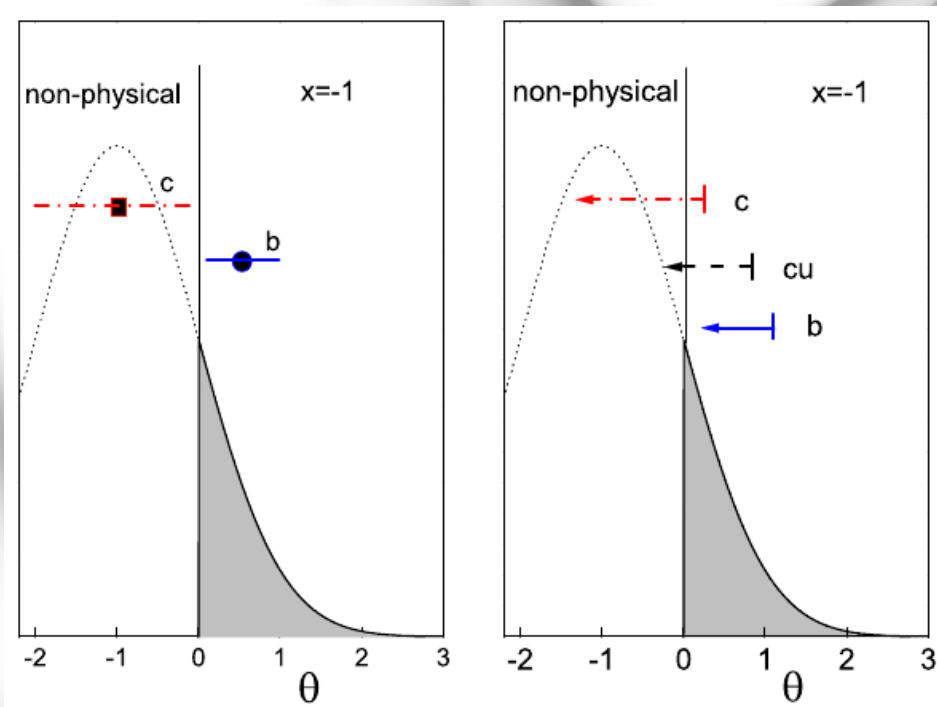 non-physical
x=-1
c
b
-2 -1 0 1 2 3
θ
non-physical
x=-1
c
cu
b
-2 -1 0 1 2 3
θ